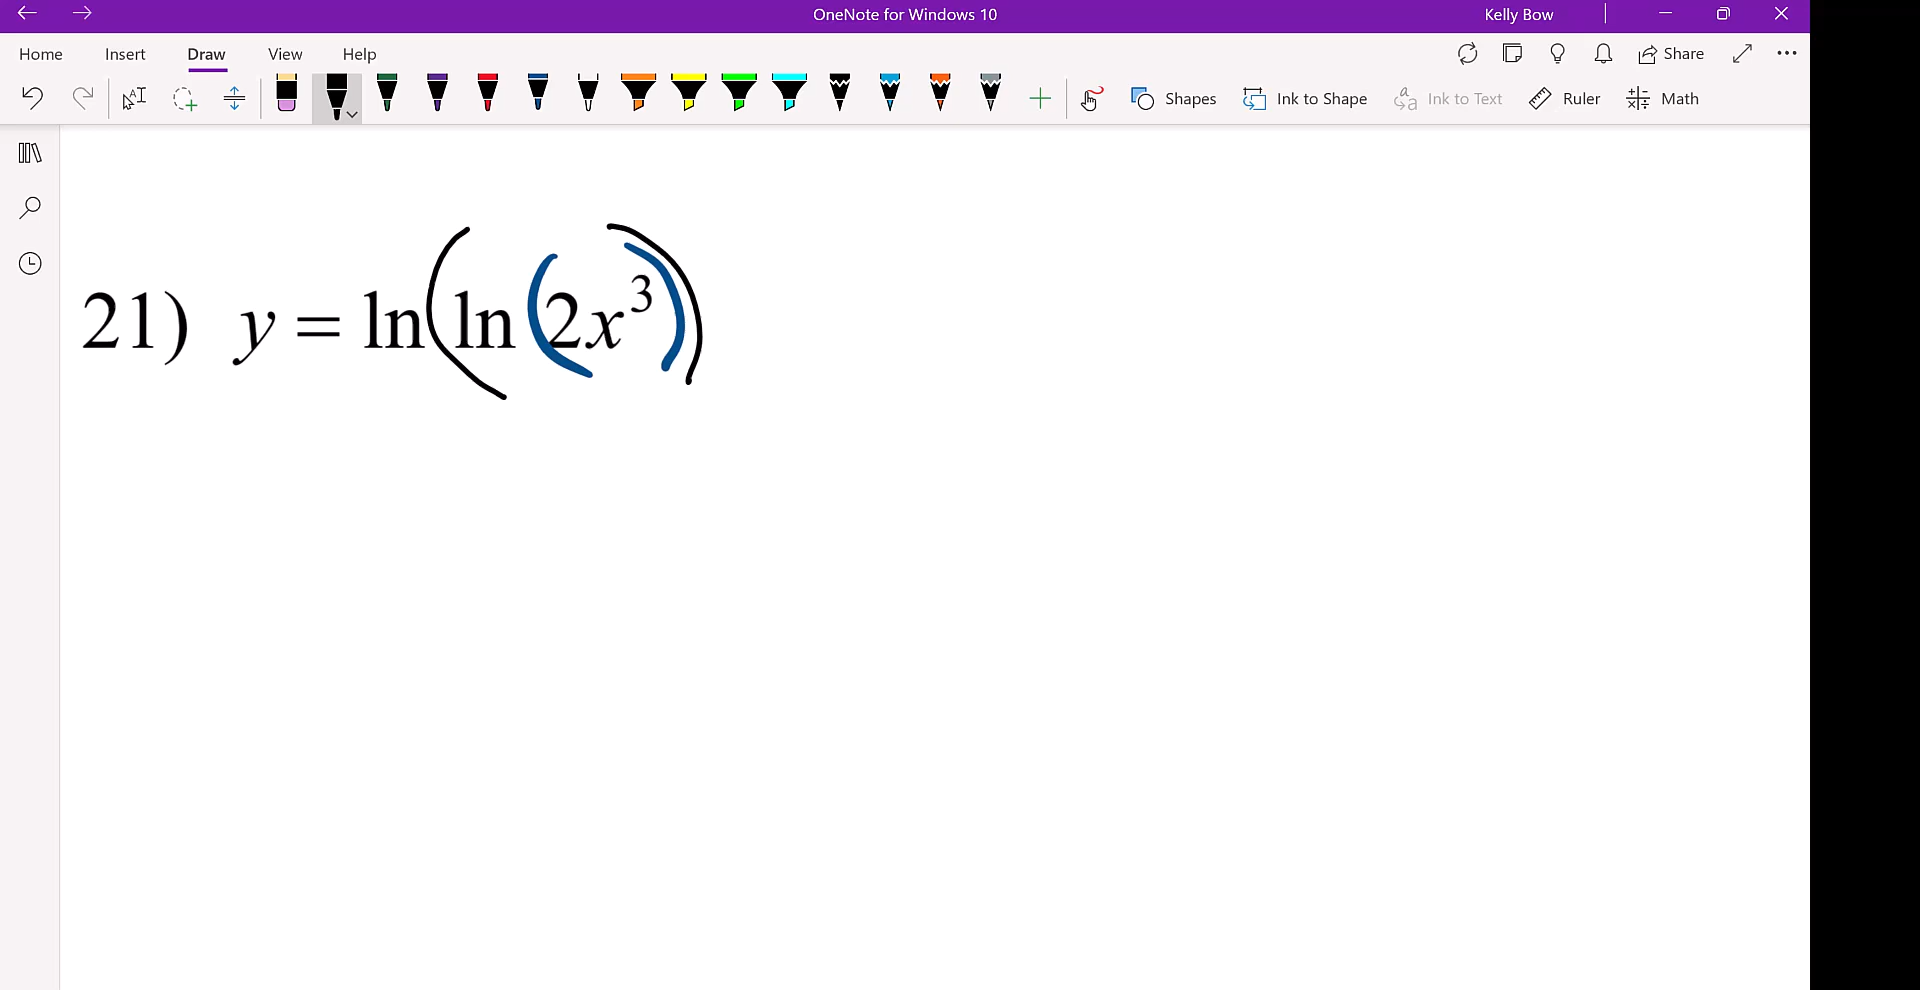 OneNote for Windows 10 Kelly Bow
Home Insert Draw View Help Share
Shapes Ink to Shape Ink to Text Ruler Math
21) y = ln(ln(2x³))